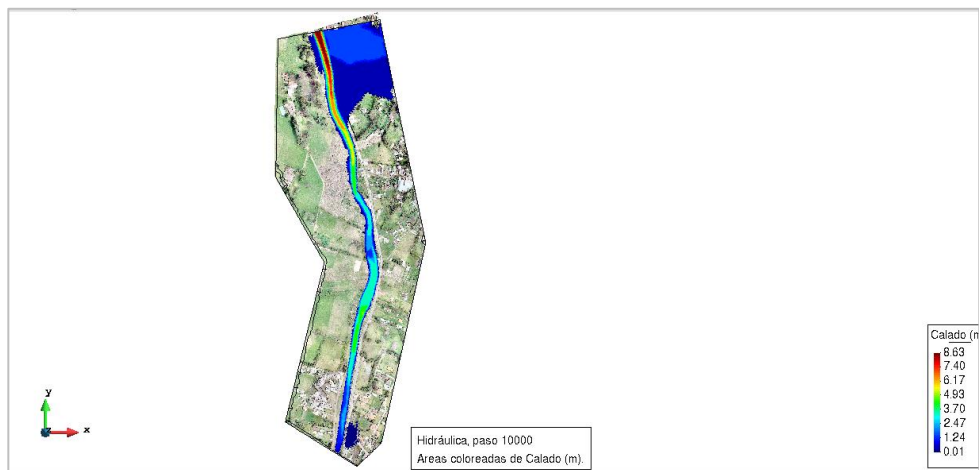 Calado (m
8.63
7.40
6.17
4.93
3.70
2.47
1.24
0.01
y
x
z
Hidráulica, paso 10000
Areas coloreadas de Calado (m).